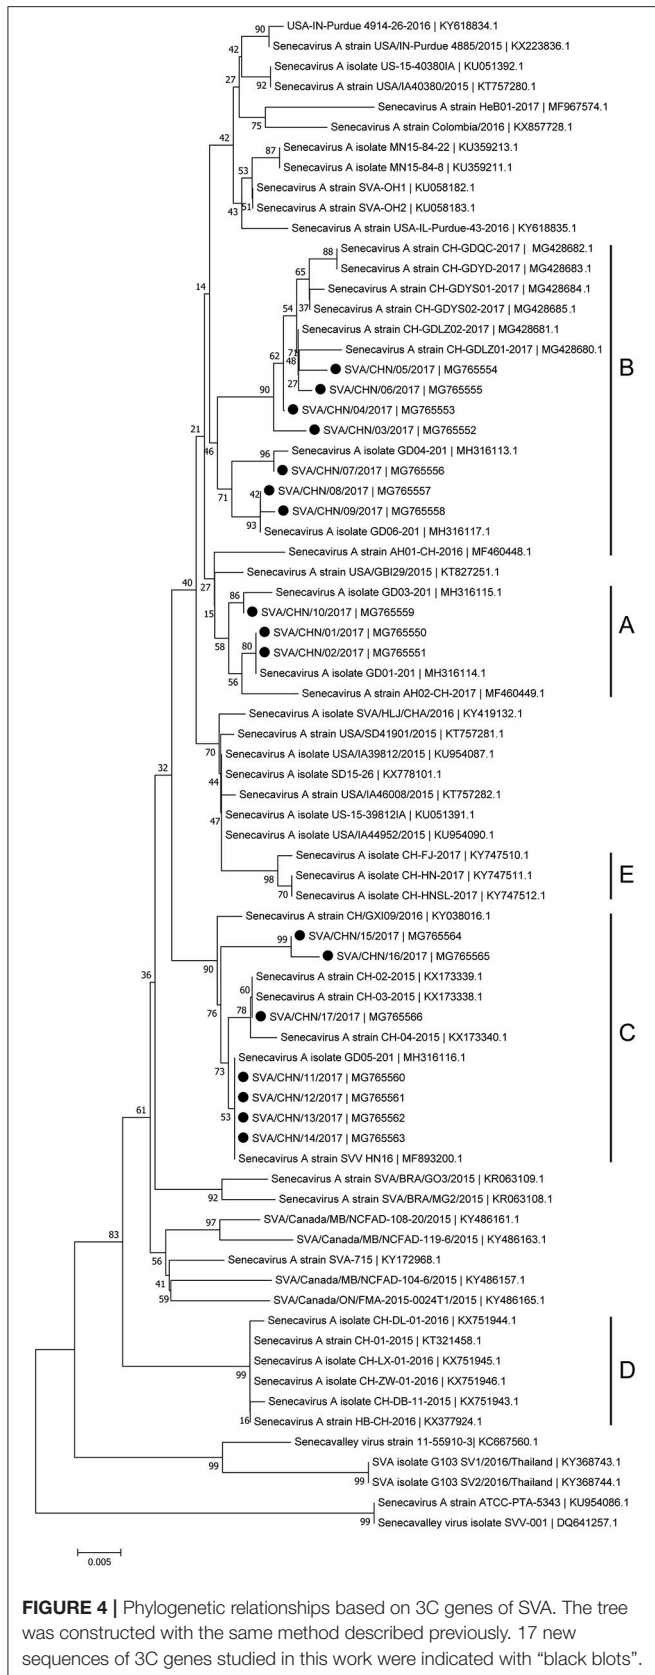 USA-IN-Purdue 4914-26-2016 | KY618834.1
90
Senecavirus A strain USA/IN-Purdue 4885/2015 | KX223836.1
42
Senecavirus A isolate US-15-40380IA | KU051392.1
92
Senecavirus A strain USA/IA40380/2015 | KT757280.1
27
Senecavirus A strain HeB01-2017 | MF967574.1
75
Senecavirus A strain Colombia/2016 | KX857728.1
42
Senecavirus A isolate MN15-84-22 | KU359213.1
87
Senecavirus A isolate MN15-84-8 | KU359211.1
53
Senecavirus A strain SVA-OH1 | KU058182.1
51
Senecavirus A strain SVA-OH2 | KU058183.1
43
Senecavirus A strain USA-IL-Purdue-43-2016 | KY618835.1
14
Senecavirus A strain CH-GDQC-2017 | MG428682.1
88
Senecavirus A strain CH-GDYD-2017 | MG428683.1
65
Senecavirus A strain CH-GDYS01-2017 | MG428684.1
37
Senecavirus A strain CH-GDYS02-2017 | MG428685.1
54
Senecavirus A strain CH-GDLZ02-2017 | MG428681.1
71
Senecavirus A strain CH-GDLZ01-2017 | MG428680.1
48
SVA/CHN/05/2017 | MG765554
27
SVA/CHN/06/2017 | MG765555
62
SVA/CHN/04/2017 | MG765553
90
SVA/CHN/03/2017 | MG765552
B
21
46
Senecavirus A isolate GD04-201 | MH316113.1
96
SVA/CHN/07/2017 | MG765556
71
42
SVA/CHN/08/2017 | MG765557
SVA/CHN/09/2017 | MG765558
93
Senecavirus A isolate GD06-201 | MH316117.1
Senecavirus A strain AH01-CH-2016 | MF460448.1
40
27
Senecavirus A strain USA/GBI29/2015 | KT827251.1
15
Senecavirus A isolate GD03-201 | MH316115.1
86
SVA/CHN/10/2017 | MG765559
58
SVA/CHN/01/2017 | MG765550
80
SVA/CHN/02/2017 | MG765551
56
Senecavirus A isolate GD01-201 | MH316114.1
Senecavirus A strain AH02-CH-2017 | MF460449.1
A
Senecavirus A isolate SVA/HLJ/CHA/2016 | KY419132.1
Senecavirus A strain USA/SD41901/2015 | KT757281.1
70
Senecavirus A isolate USA/IA39812/2015 | KU954087.1
32
Senecavirus A isolate SD15-26 | KX778101.1
44
Senecavirus A strain USA/IA46008/2015 | KT757282.1
Senecavirus A isolate US-15-39812IA | KU051391.1
47
Senecavirus A isolate USA/IA44952/2015 | KU954090.1
Senecavirus A isolate CH-FJ-2017 | KY747510.1
98
Senecavirus A isolate CH-HN-2017 | KY747511.1
70
Senecavirus A isolate CH-HNSL-2017 | KY747512.1
E
Senecavirus A strain CH/GXI09/2016 | KY038016.1
99
SVA/CHN/15/2017 | MG765564
SVA/CHN/16/2017 | MG765565
90
36
Senecavirus A strain CH-02-2015 | KX173339.1
60
Senecavirus A strain CH-03-2015 | KX173338.1
76
78
SVA/CHN/17/2017 | MG765566
Senecavirus A strain CH-04-2015 | KX173340.1
Senecavirus A isolate GD05-201 | MH316116.1
73
SVA/CHN/11/2017 | MG765560
SVA/CHN/12/2017 | MG765561
53
SVA/CHN/13/2017 | MG765562
SVA/CHN/14/2017 | MG765563
Senecavirus A strain SVV HN16 | MF893200.1
C
61
Senecavirus A strain SVA/BRA/GO3/2015 | KR063109.1
92
Senecavirus A strain SVA/BRA/MG2/2015 | KR063108.1
97
SVA/Canada/MB/NCFAD-108-20/2015 | KY486161.1
SVA/Canada/MB/NCFAD-119-6/2015 | KY486163.1
83
56
Senecavirus A strain SVA-715 | KY172968.1
41
SVA/Canada/MB/NCFAD-104-6/2015 | KY486157.1
59
SVA/Canada/ON/FMA-2015-0024T1/2015 | KY486165.1
Senecavirus A isolate CH-DL-01-2016 | KX751944.1
Senecavirus A strain CH-01-2015 | KT321458.1
Senecavirus A isolate CH-LX-01-2016 | KX751945.1
99
Senecavirus A isolate CH-ZW-01-2016 | KX751946.1
Senecavirus A isolate CH-DB-11-2015 | KX751943.1
16
Senecavirus A strain HB-CH-2016 | KX377924.1
D
Senecavalley virus strain 11-55910-3| KC667560.1
99
SVA isolate G103 SV1/2016/Thailand | KY368743.1
99
SVA isolate G103 SV2/2016/Thailand | KY368744.1
Senecavirus A strain ATCC-PTA-5343 | KU954086.1
99
Senecavalley virus isolate SVV-001 | DQ641257.1
0.005
FIGURE 4 | Phylogenetic relationships based on 3C genes of SVA. The tree
was constructed with the same method described previously. 17 new
sequences of 3C genes studied in this work were indicated with “black blots”.